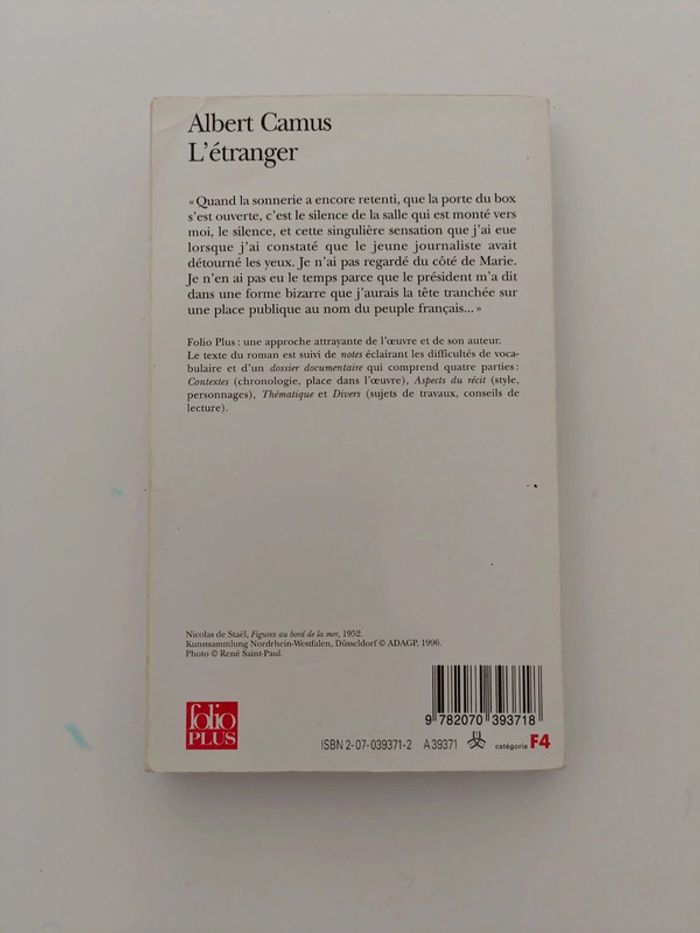 Albert Camus
L'étranger
« Quand la sonnerie a encore retenti, que la porte du box
s'est ouverte, c'est le silence de la salle qui est monté vers
moi, le silence, et cette singulière sensation que j'ai eue
lorsque j'ai constaté que le jeune journaliste avait
détourné les yeux. Je n'ai pas regardé du côté de Marie.
Je n'en ai pas eu le temps parce que le président m'a dit
dans une forme bizarre que j'aurais la tête tranchée sur
une place publique au nom du peuple français... »
Folio Plus : une approche attrayante de l'œuvre et de son auteur.
Le texte du roman est suivi de notes éclairant les difficultés de voca-
bulaire et d'un dossier documentaire qui comprend quatre parties :
Contextes (chronologie, place dans l'œuvre), Aspects du récit (style,
personnages), Thématique et Divers (sujets de travaux, conseils de
lecture).
Nicolas de Staël, Figures au bord de la mer, 1952.
Kunstsammlung Nordrhein-Westfalen, Düsseldorf © ADAGP, 1996.
Photo © René Saint-Paul.
folio
PLUS
9 782070 393718
ISBN 2-07-039371-2 A 39371 catégorie F4